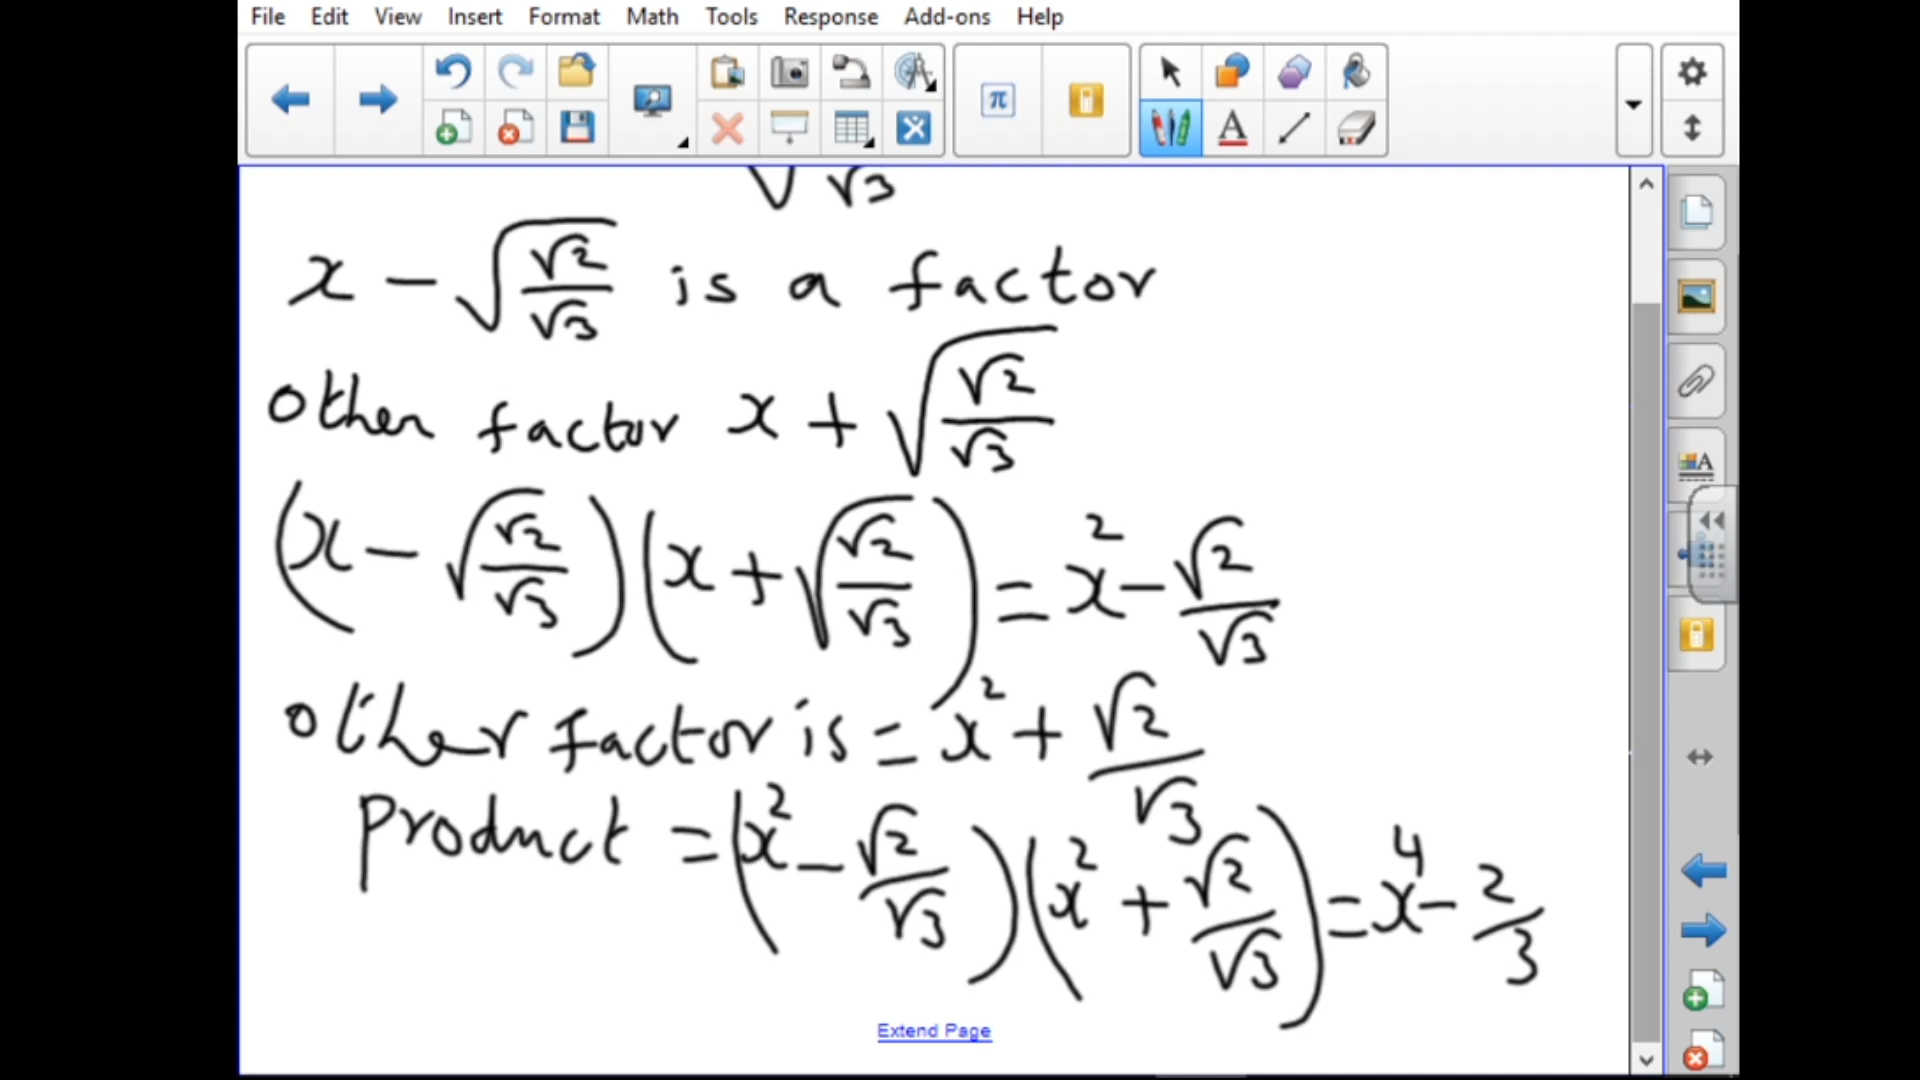 File Edit View Insert Format Math Tools Response Add-ons Help
π
A
A
√ √3
x - √(√2/√3) is a factor
Other factor x + √(√2/√3)
(x - √(√2/√3)) (x + √(√2/√3)) = x² - √2/√3
Other factor is = x² + √2/√3
Product = (x² - √2/√3) (x² + √2/√3) = x⁴ - 2/3
Extend Page